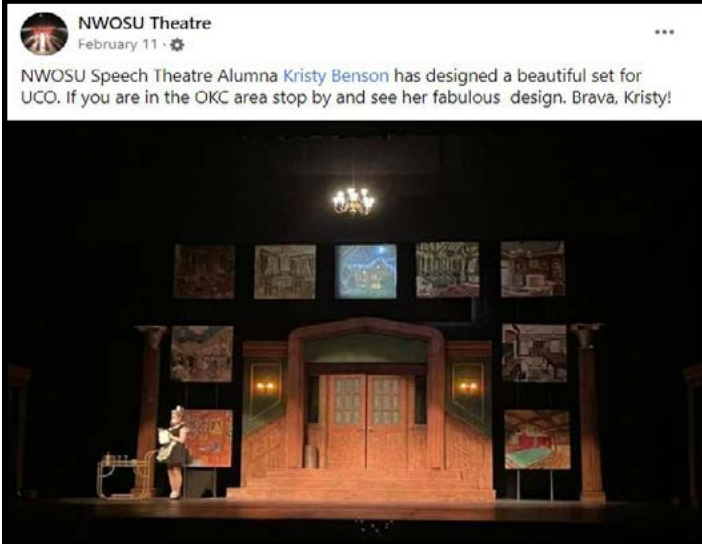 NWOSU Theatre
February 11 ·
NWOSU Speech Theatre Alumna Kristy Benson has designed a beautiful set for
UCO. If you are in the OKC area stop by and see her fabulous design. Brava, Kristy!